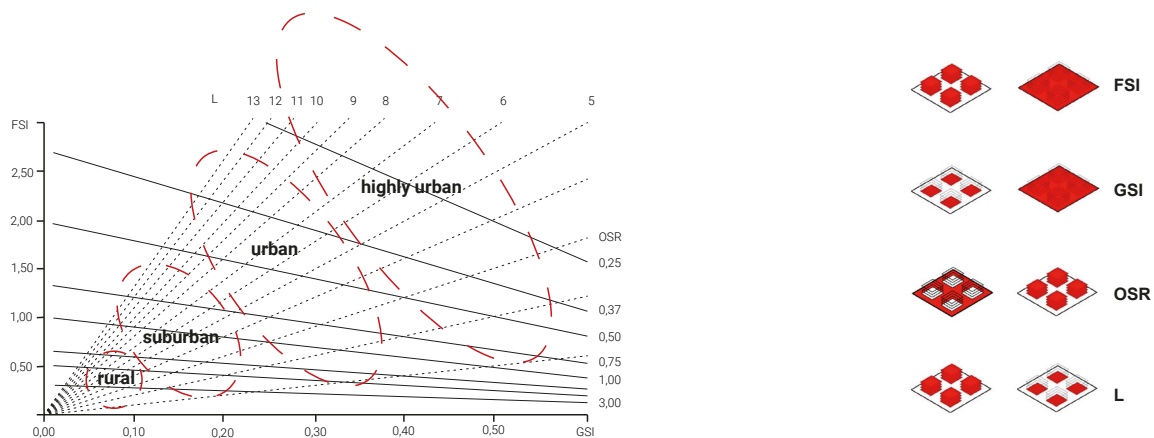 L 13 12 11 10 9 8 7 6 5
FSI
2,50
2,00
1,50
1,00
0,50
highly urban
urban
suburban
rural
OSR
0,25
0,37
0,50
0,75
1,00
3,00
0,00 0,10 0,20 0,30 0,40 0,50 GSI
FSI
GSI
OSR
L